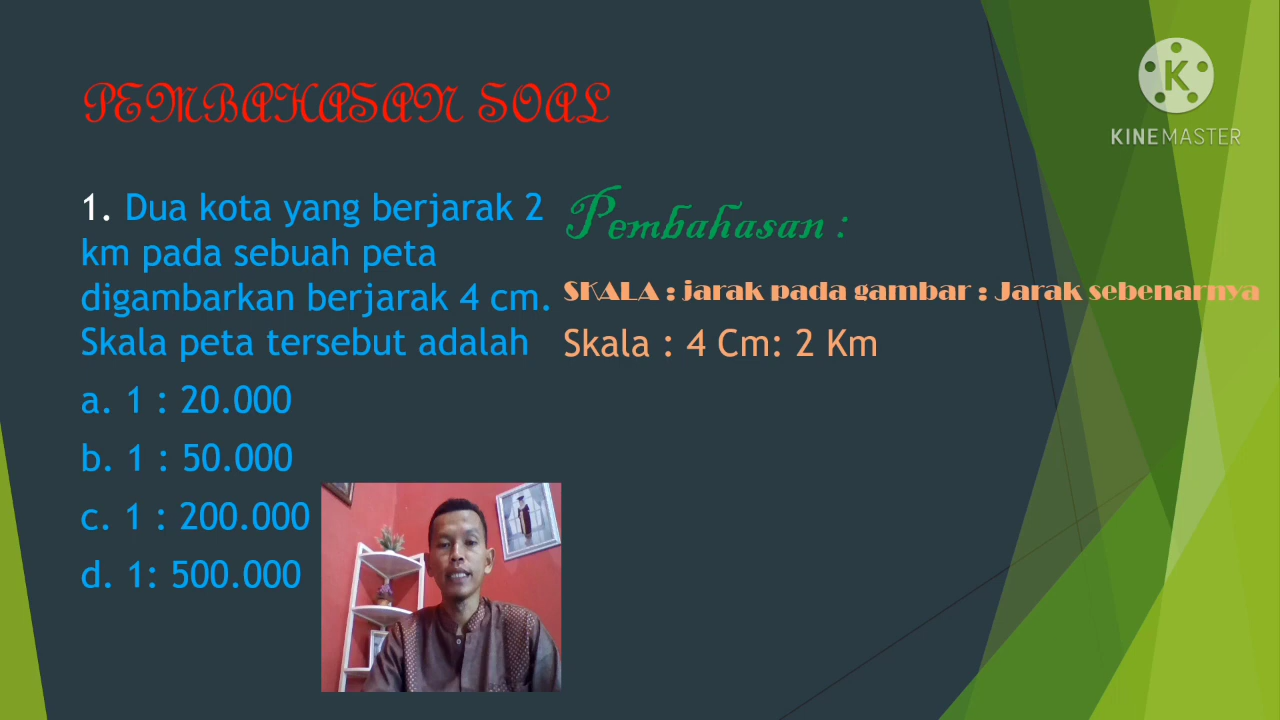 PEMBAHASAN SOAL
1. Dua kota yang berjarak 2
km pada sebuah peta
digambarkan berjarak 4 cm.
Skala peta tersebut adalah
a. 1 : 20.000
b. 1 : 50.000
c. 1 : 200.000
d. 1: 500.000
Pembahasan :
SKALA : jarak pada gambar : Jarak sebenarnya
Skala : 4 Cm: 2 Km
K
KINEMASTER